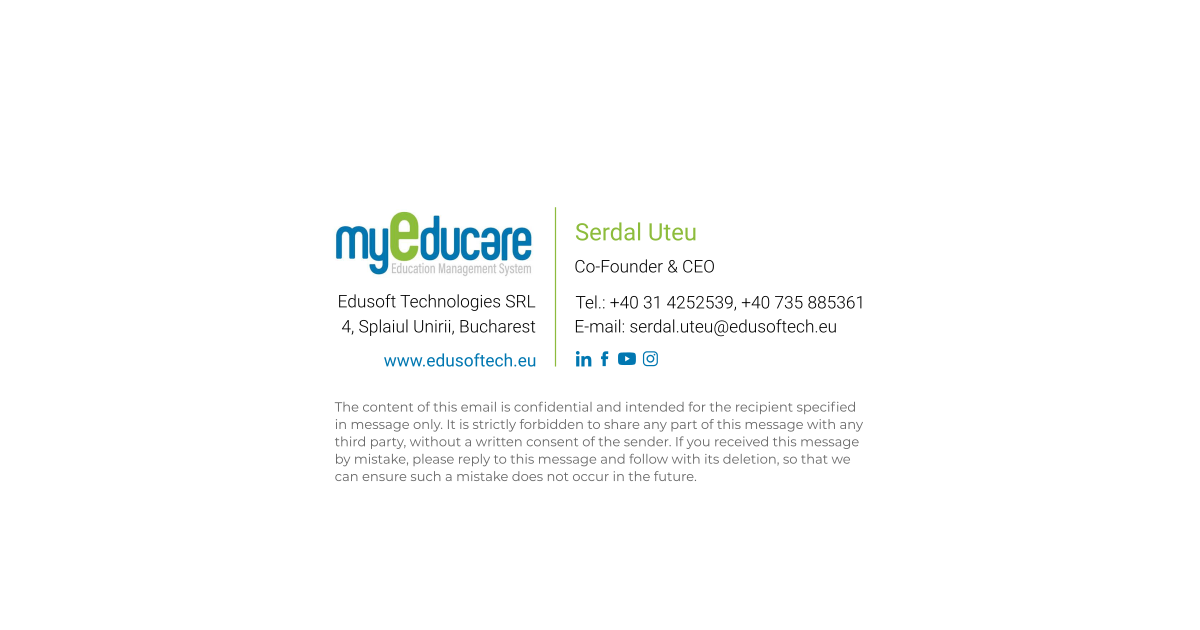 myeducare
Education Management System
Edusoft Technologies SRL
4, Splaiul Unirii, Bucharest
www.edusoftech.eu
Serdal Uteu
Co-Founder & CEO
Tel.: +40 31 4252539, +40 735 885361
E-mail: serdal.uteu@edusoftech.eu
in f
The content of this email is confidential and intended for the recipient specified
in message only. It is strictly forbidden to share any part of this message with any
third party, without a written consent of the sender. If you received this message
by mistake, please reply to this message and follow with its deletion, so that we
can ensure such a mistake does not occur in the future.